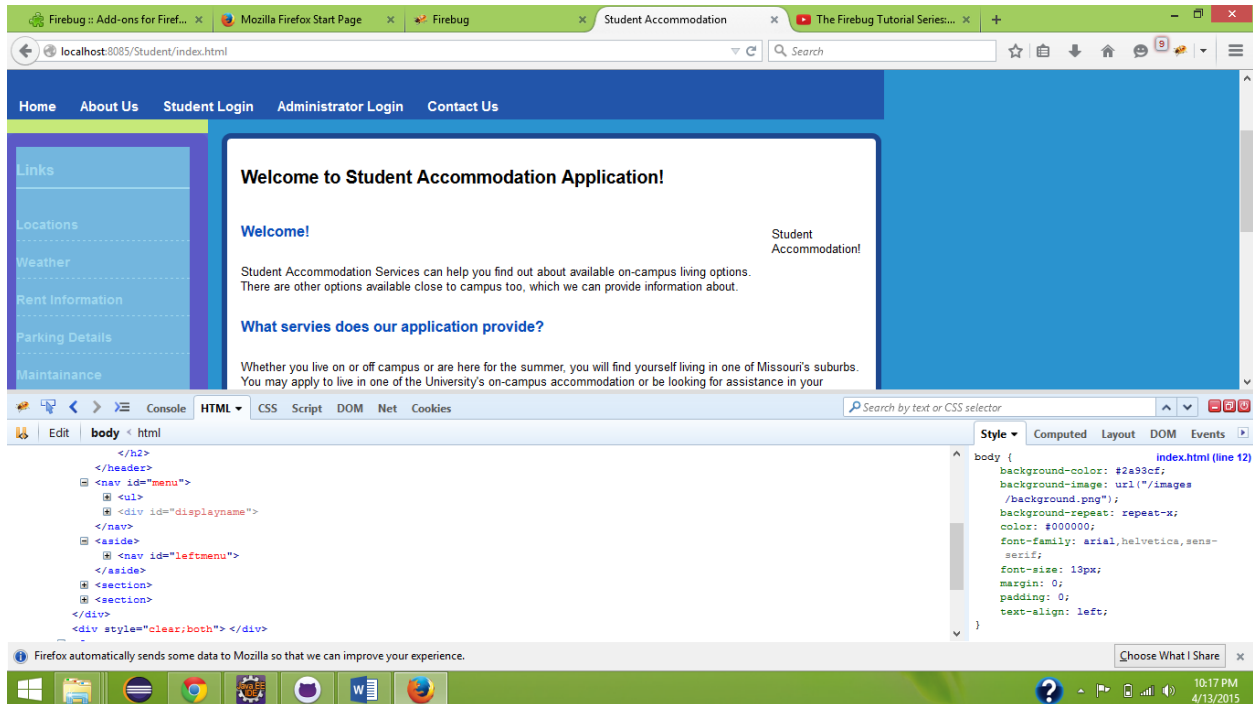 Firebug :: Add-ons for Firef...
Mozilla Firefox Start Page
Firebug
Student Accommodation
The Firebug Tutorial Series:...
localhost:8085/Student/index.html
Search
9
Home About Us Student Login Administrator Login Contact Us
Links
Locations
Weather
Rent Information
Parking Details
Maintainance
Welcome to Student Accommodation Application!
Welcome!
Student
Accommodation!
Student Accommodation Services can help you find out about available on-campus living options.
There are other options available close to campus too, which we can provide information about.
What servies does our application provide?
Whether you live on or off campus or are here for the summer, you will find yourself living in one of Missouri's suburbs.
You may apply to live in one of the University's on-campus accommodation or be looking for assistance in your
Console HTML CSS Script DOM Net Cookies
Search by text or CSS selector
Edit body < html
Style Computed Layout DOM Events
</h2>
</header>
<nav id="menu">
<ul>
<div id="displayname">
</nav>
<aside>
<nav id="leftmenu">
</aside>
<section>
<section>
</div>
<div style="clear;both"> </div>
body {
index.html (line 12)
background-color: #2a93cf;
background-image: url("/images
/background.png");
background-repeat: repeat-x;
color: #000000;
font-family: arial,helvetica,sens-
serif;
font-size: 13px;
margin: 0;
padding: 0;
text-align: left;
}
Firefox automatically sends some data to Mozilla so that we can improve your experience.
Choose What I Share
Java EE
IDE
10:17 PM
4/13/2015